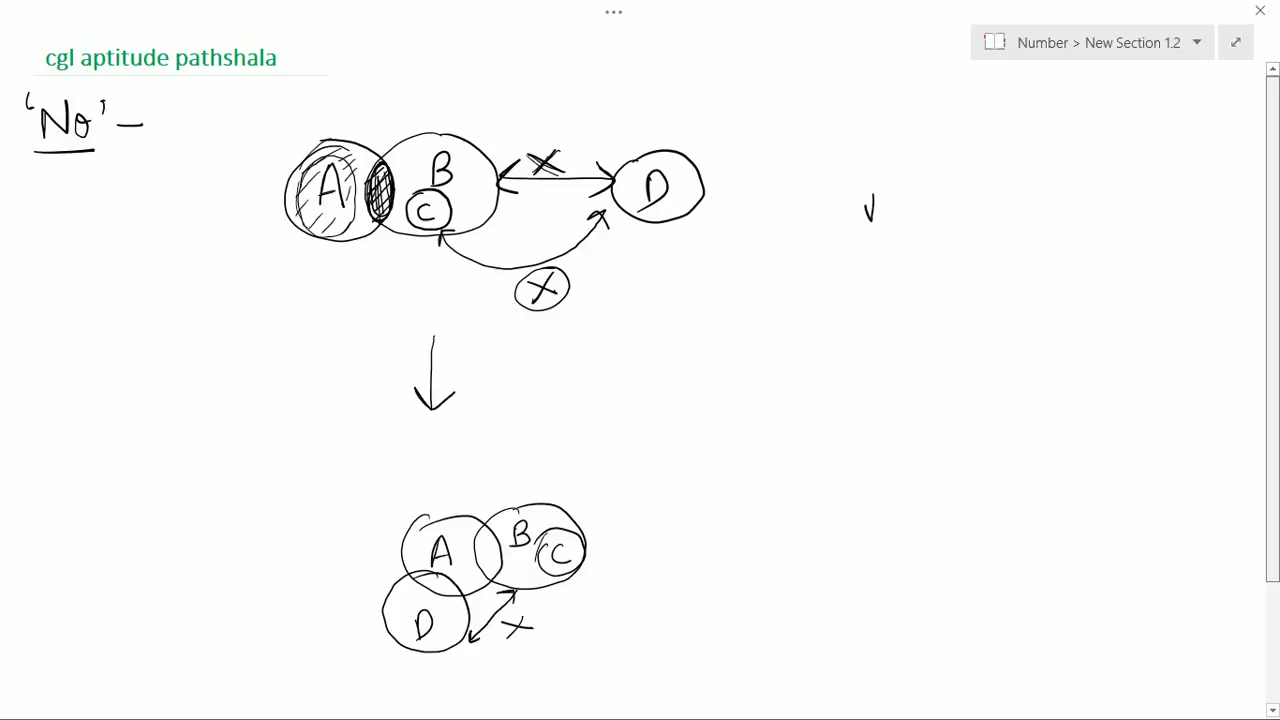 Number > New Section 1.2
cgl aptitude pathshala
'No' -
A B X D
C
X
A B C
D X